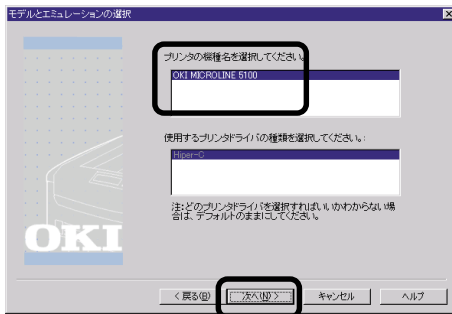 モデルとエミュレーションの選択
プリンタの機種名を選択してください。
OKI MICROLINE 5100
使用するプリンタドライバの種類を選択してください。:
Hiper-C
注:どのプリンタドライバを選択すればいいかわからない場
合は、デフォルトのままにしてください。
OKI
< 戻る(B)
次へ(N) >
キャンセル
ヘルプ